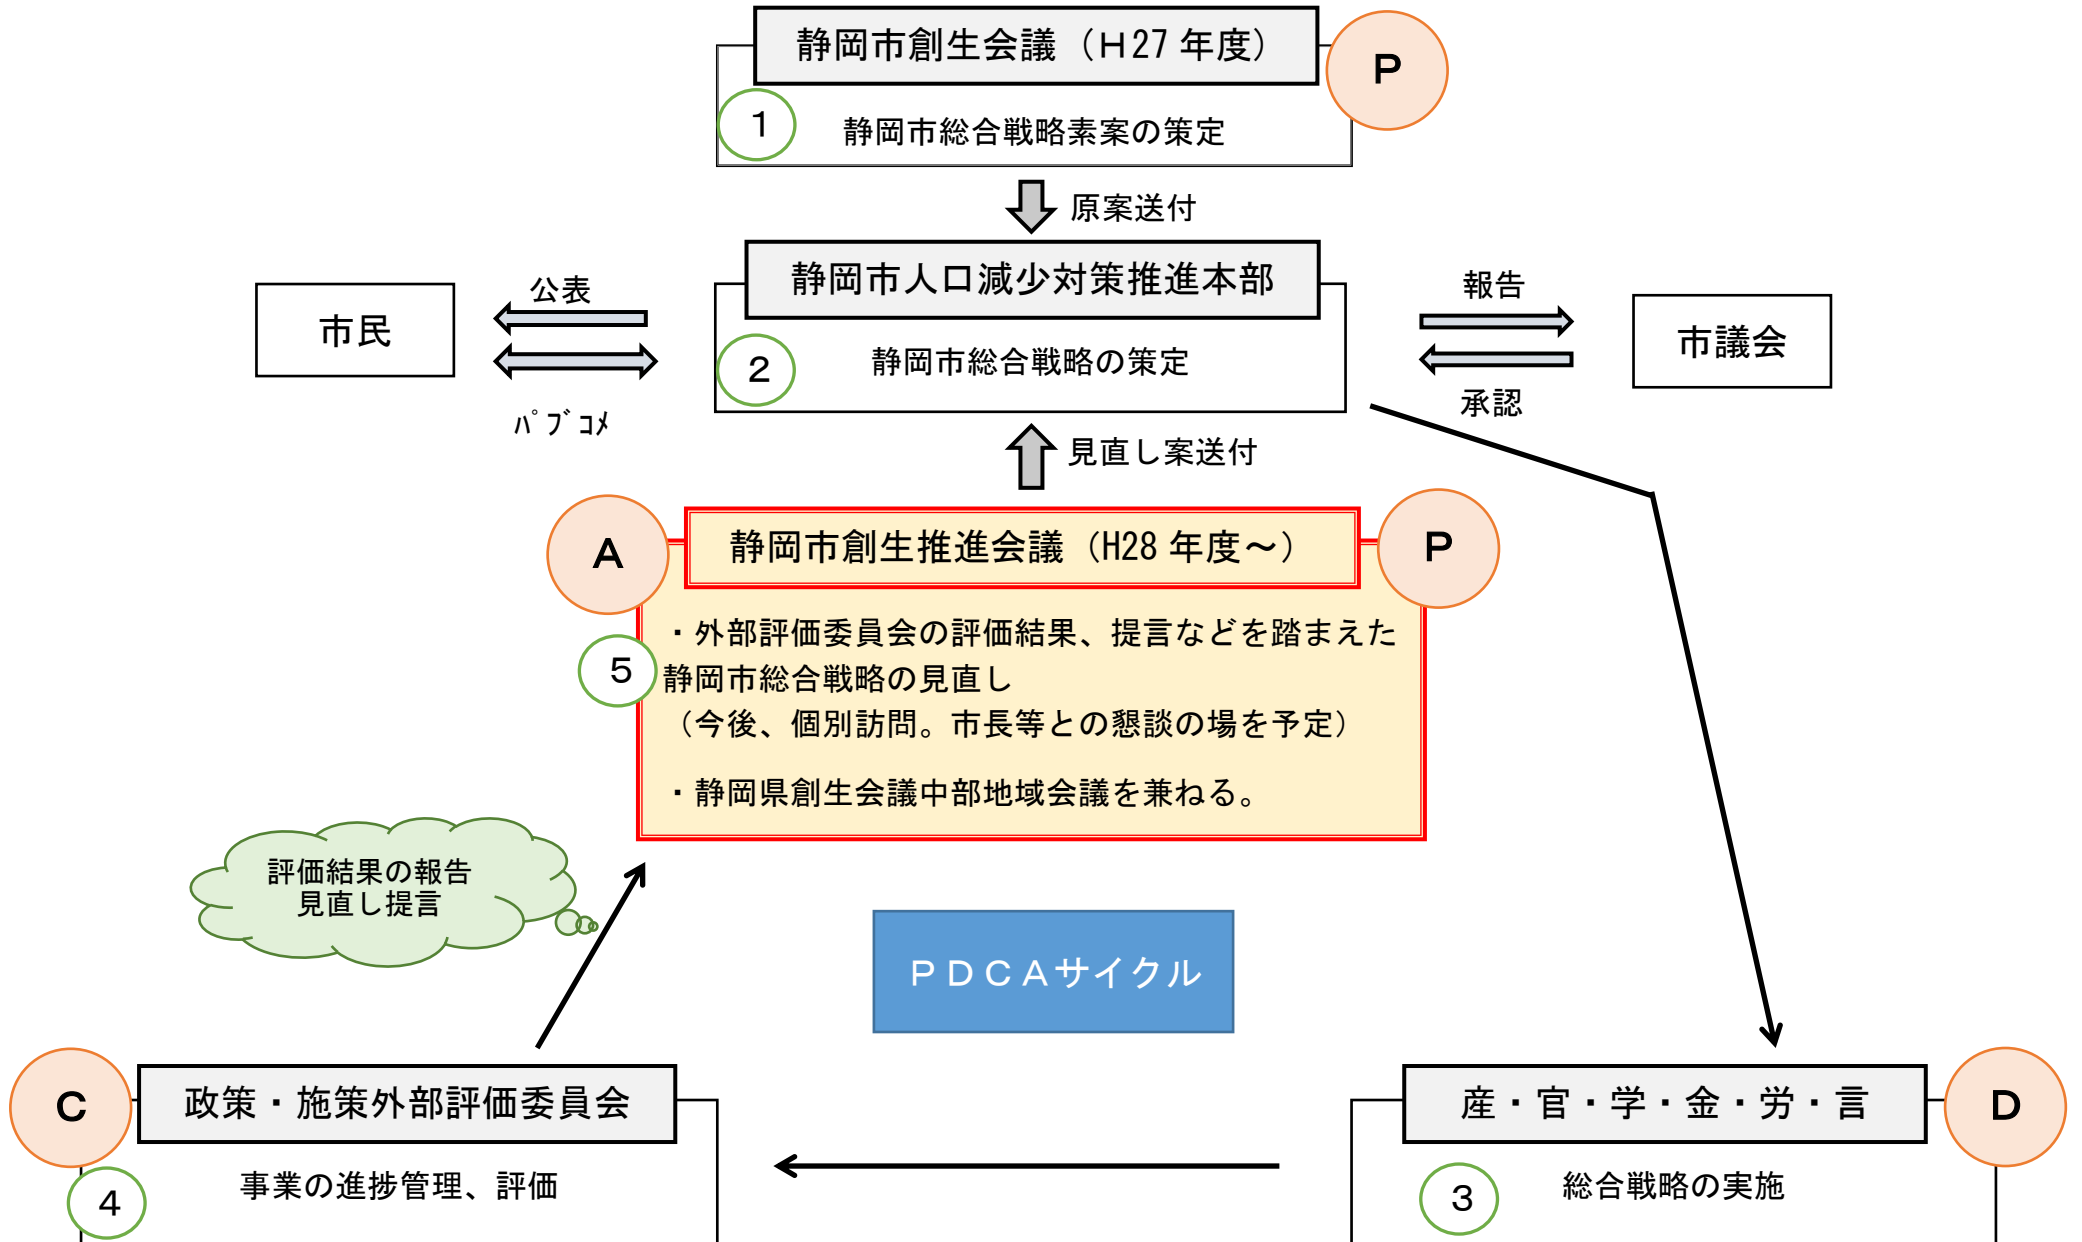 静岡市創生会議（H27年度）
P
1
静岡市総合戦略素案の策定
原案送付
静岡市人口減少対策推進本部
2
静岡市総合戦略の策定
市民
公表
ﾊﾟﾌﾞｺﾒ
報告
承認
市議会
見直し案送付
A
静岡市創生推進会議（H28年度～）
P
5
・外部評価委員会の評価結果、提言などを踏まえた
静岡市総合戦略の見直し
（今後、個別訪問。市長等との懇談の場を予定）
・静岡県創生会議中部地域会議を兼ねる。
評価結果の報告
見直し提言
ＰＤＣＡサイクル
C
政策・施策外部評価委員会
4
事業の進捗管理、評価
産・官・学・金・労・言
D
3
総合戦略の実施